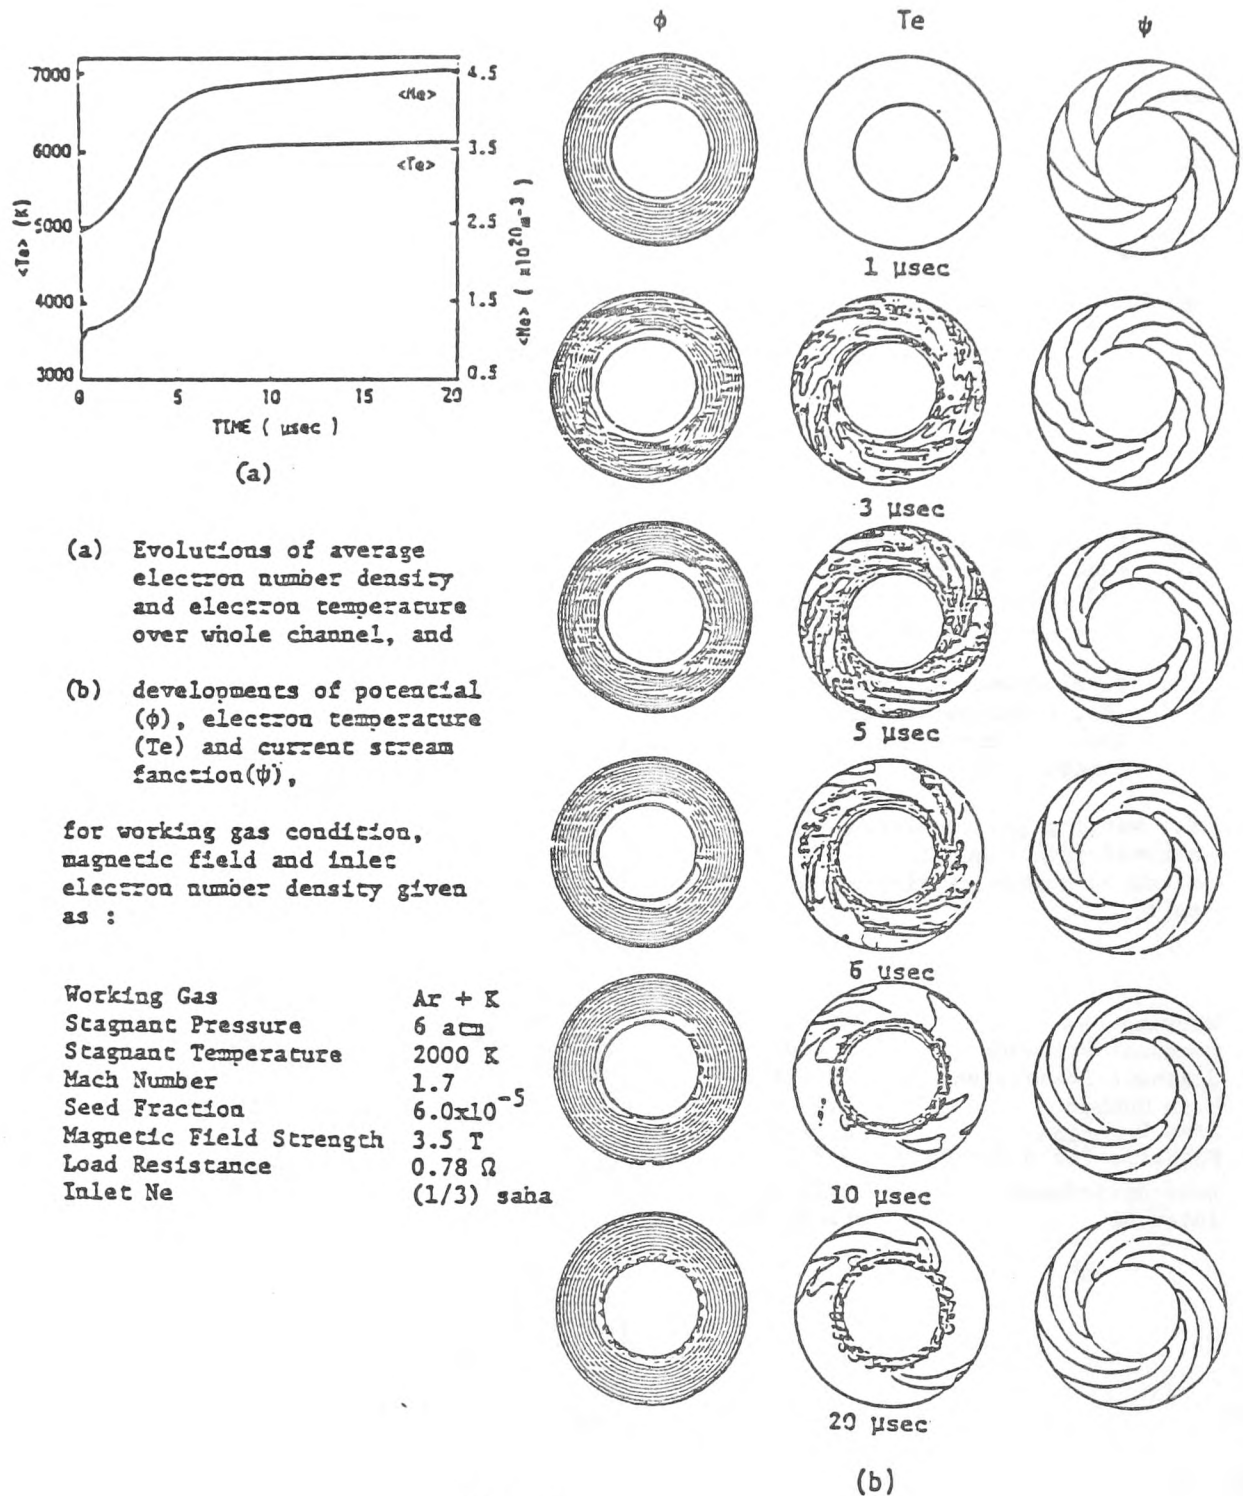 φ Te ψ
7000
6000
5000
4000
3000
<Te> (K)
4.5
3.5
2.5
1.5
0.5
<Ne> ( ×10²⁰m⁻³ )
<Ne>
<Te>
0 5 10 15 20
TIME ( μsec )
(a)
(a) Evolutions of average
electron number density
and electron temperature
over whole channel, and
(b) developments of potential
(φ), electron temperature
(Te) and current stream
fanction(ψ),
for working gas condition,
magnetic field and inlet
electron number density given
as :
Working Gas Ar + K
Stagnant Pressure 6 atm
Stagnant Temperature 2000 K
Mach Number 1.7
Seed Fraction 6.0x10⁻⁵
Magnetic Field Strength 3.5 T
Load Resistance 0.78 Ω
Inlet Ne (1/3) saha
1 μsec
3 μsec
5 μsec
6 μsec
10 μsec
20 μsec
(b)